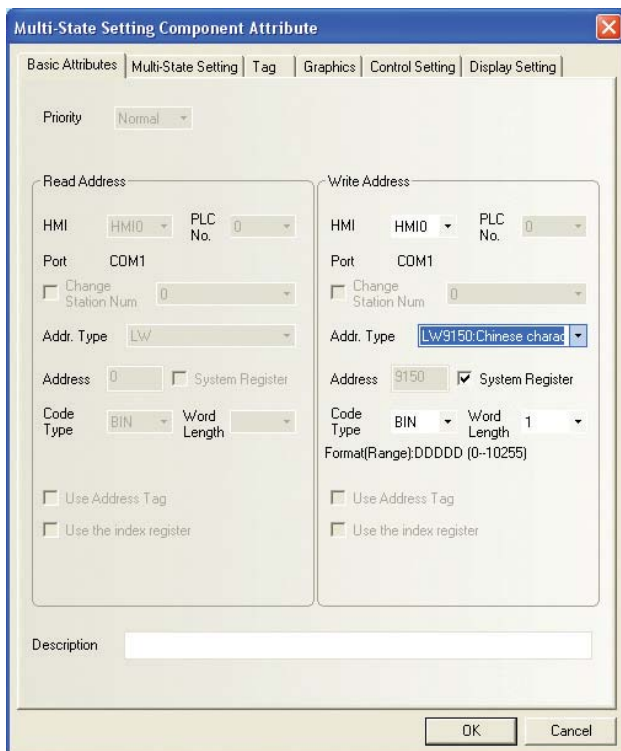 Multi-State Setting Component Attribute
Basic Attributes Multi-State Setting Tag Graphics Control Setting Display Setting
Priority Normal
Read Address
HMI HMI0 PLC No. 0
Port COM1
Change Station Num 0
Addr. Type LW
Address 0 System Register
Code Type BIN Word Length
Use Address Tag
Use the index register
Write Address
HMI HMI0 PLC No. 0
Port COM1
Change Station Num 0
Addr. Type LW9150:Chinese charac
Address 9150 System Register
Code Type BIN Word Length 1
Format(Range):DDDDD (0--10255)
Use Address Tag
Use the index register
Description
OK Cancel